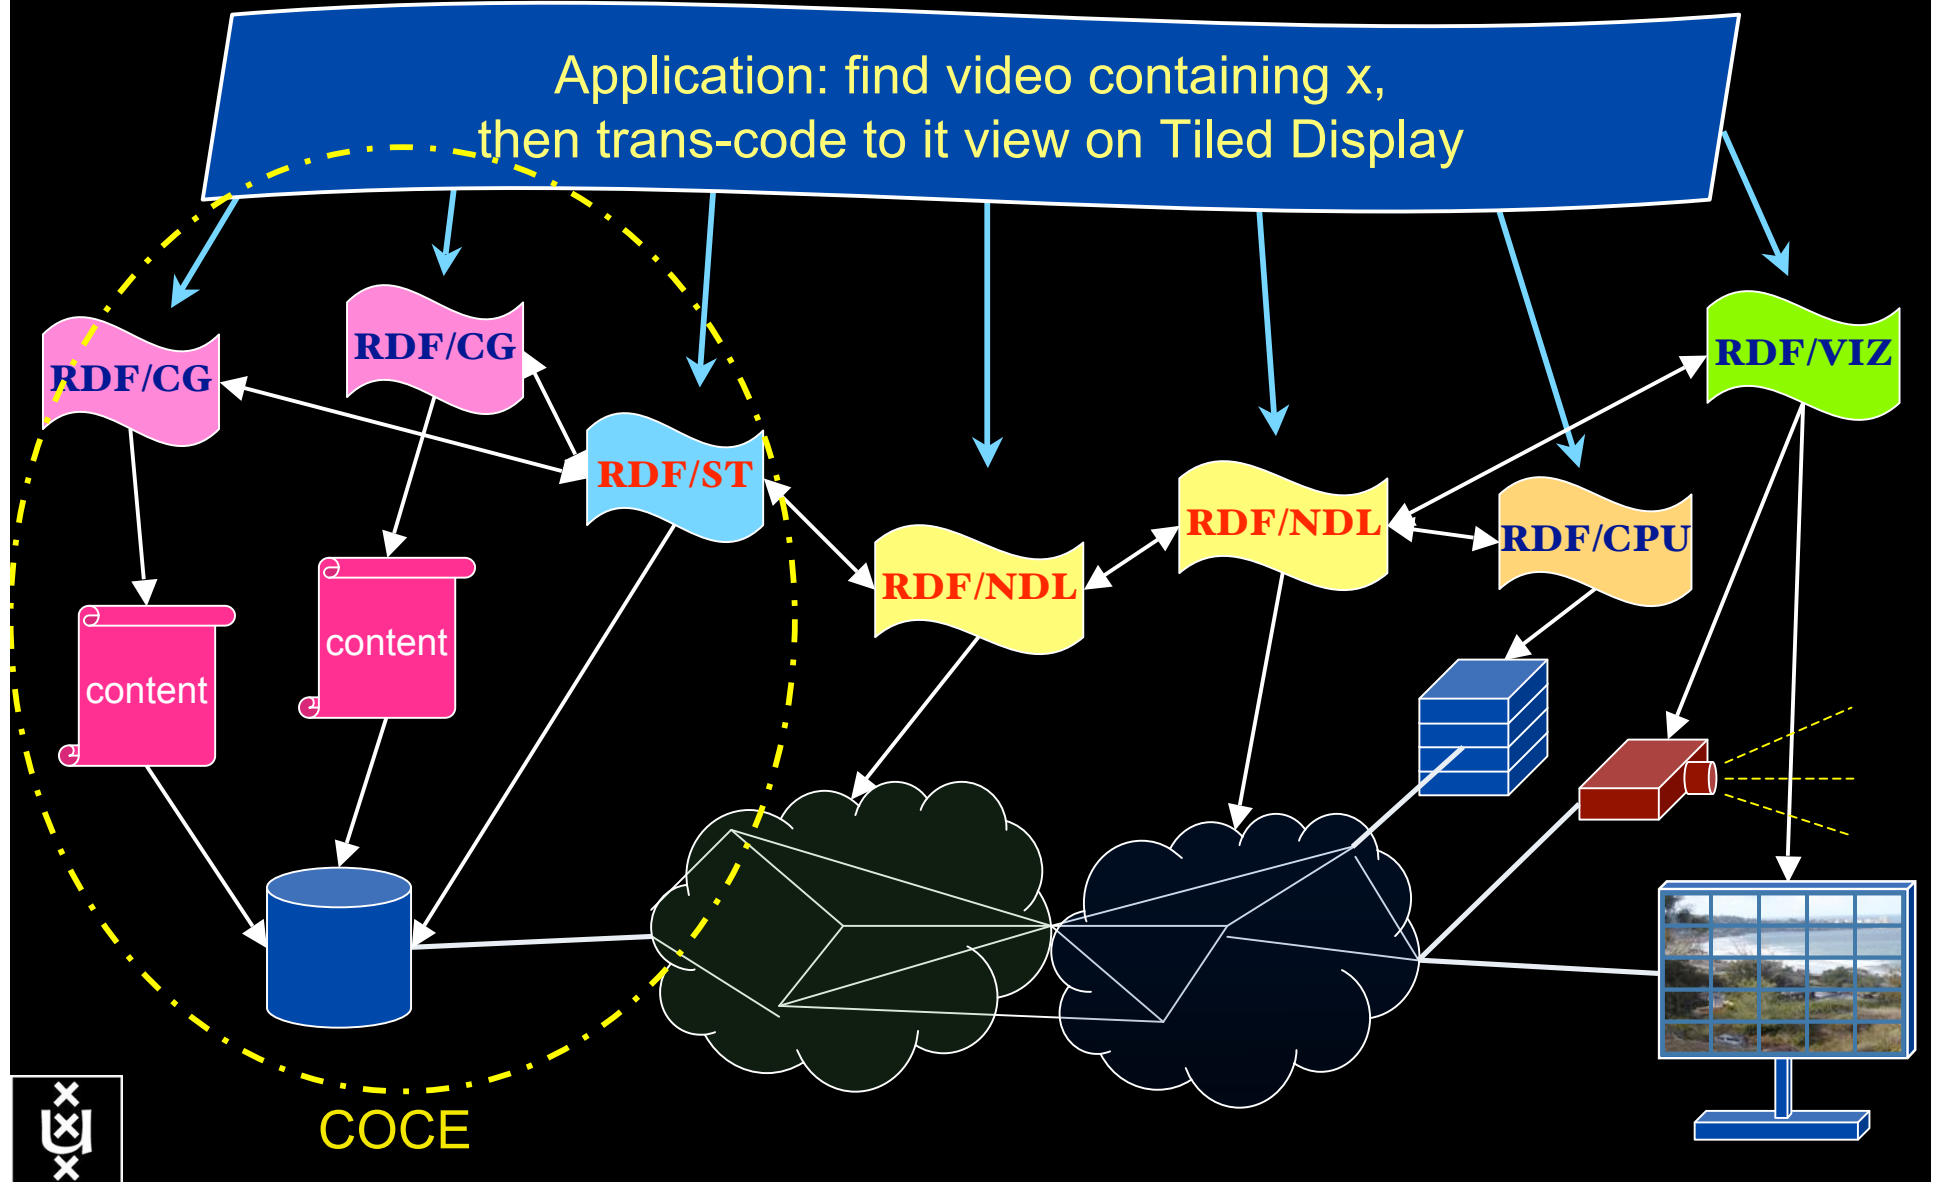 Application: find video containing x,
then trans-code to it view on Tiled Display
RDF/CG
RDF/CG
RDF/VIZ
RDF/ST
RDF/NDL
RDF/CPU
RDF/NDL
content
content
COCE